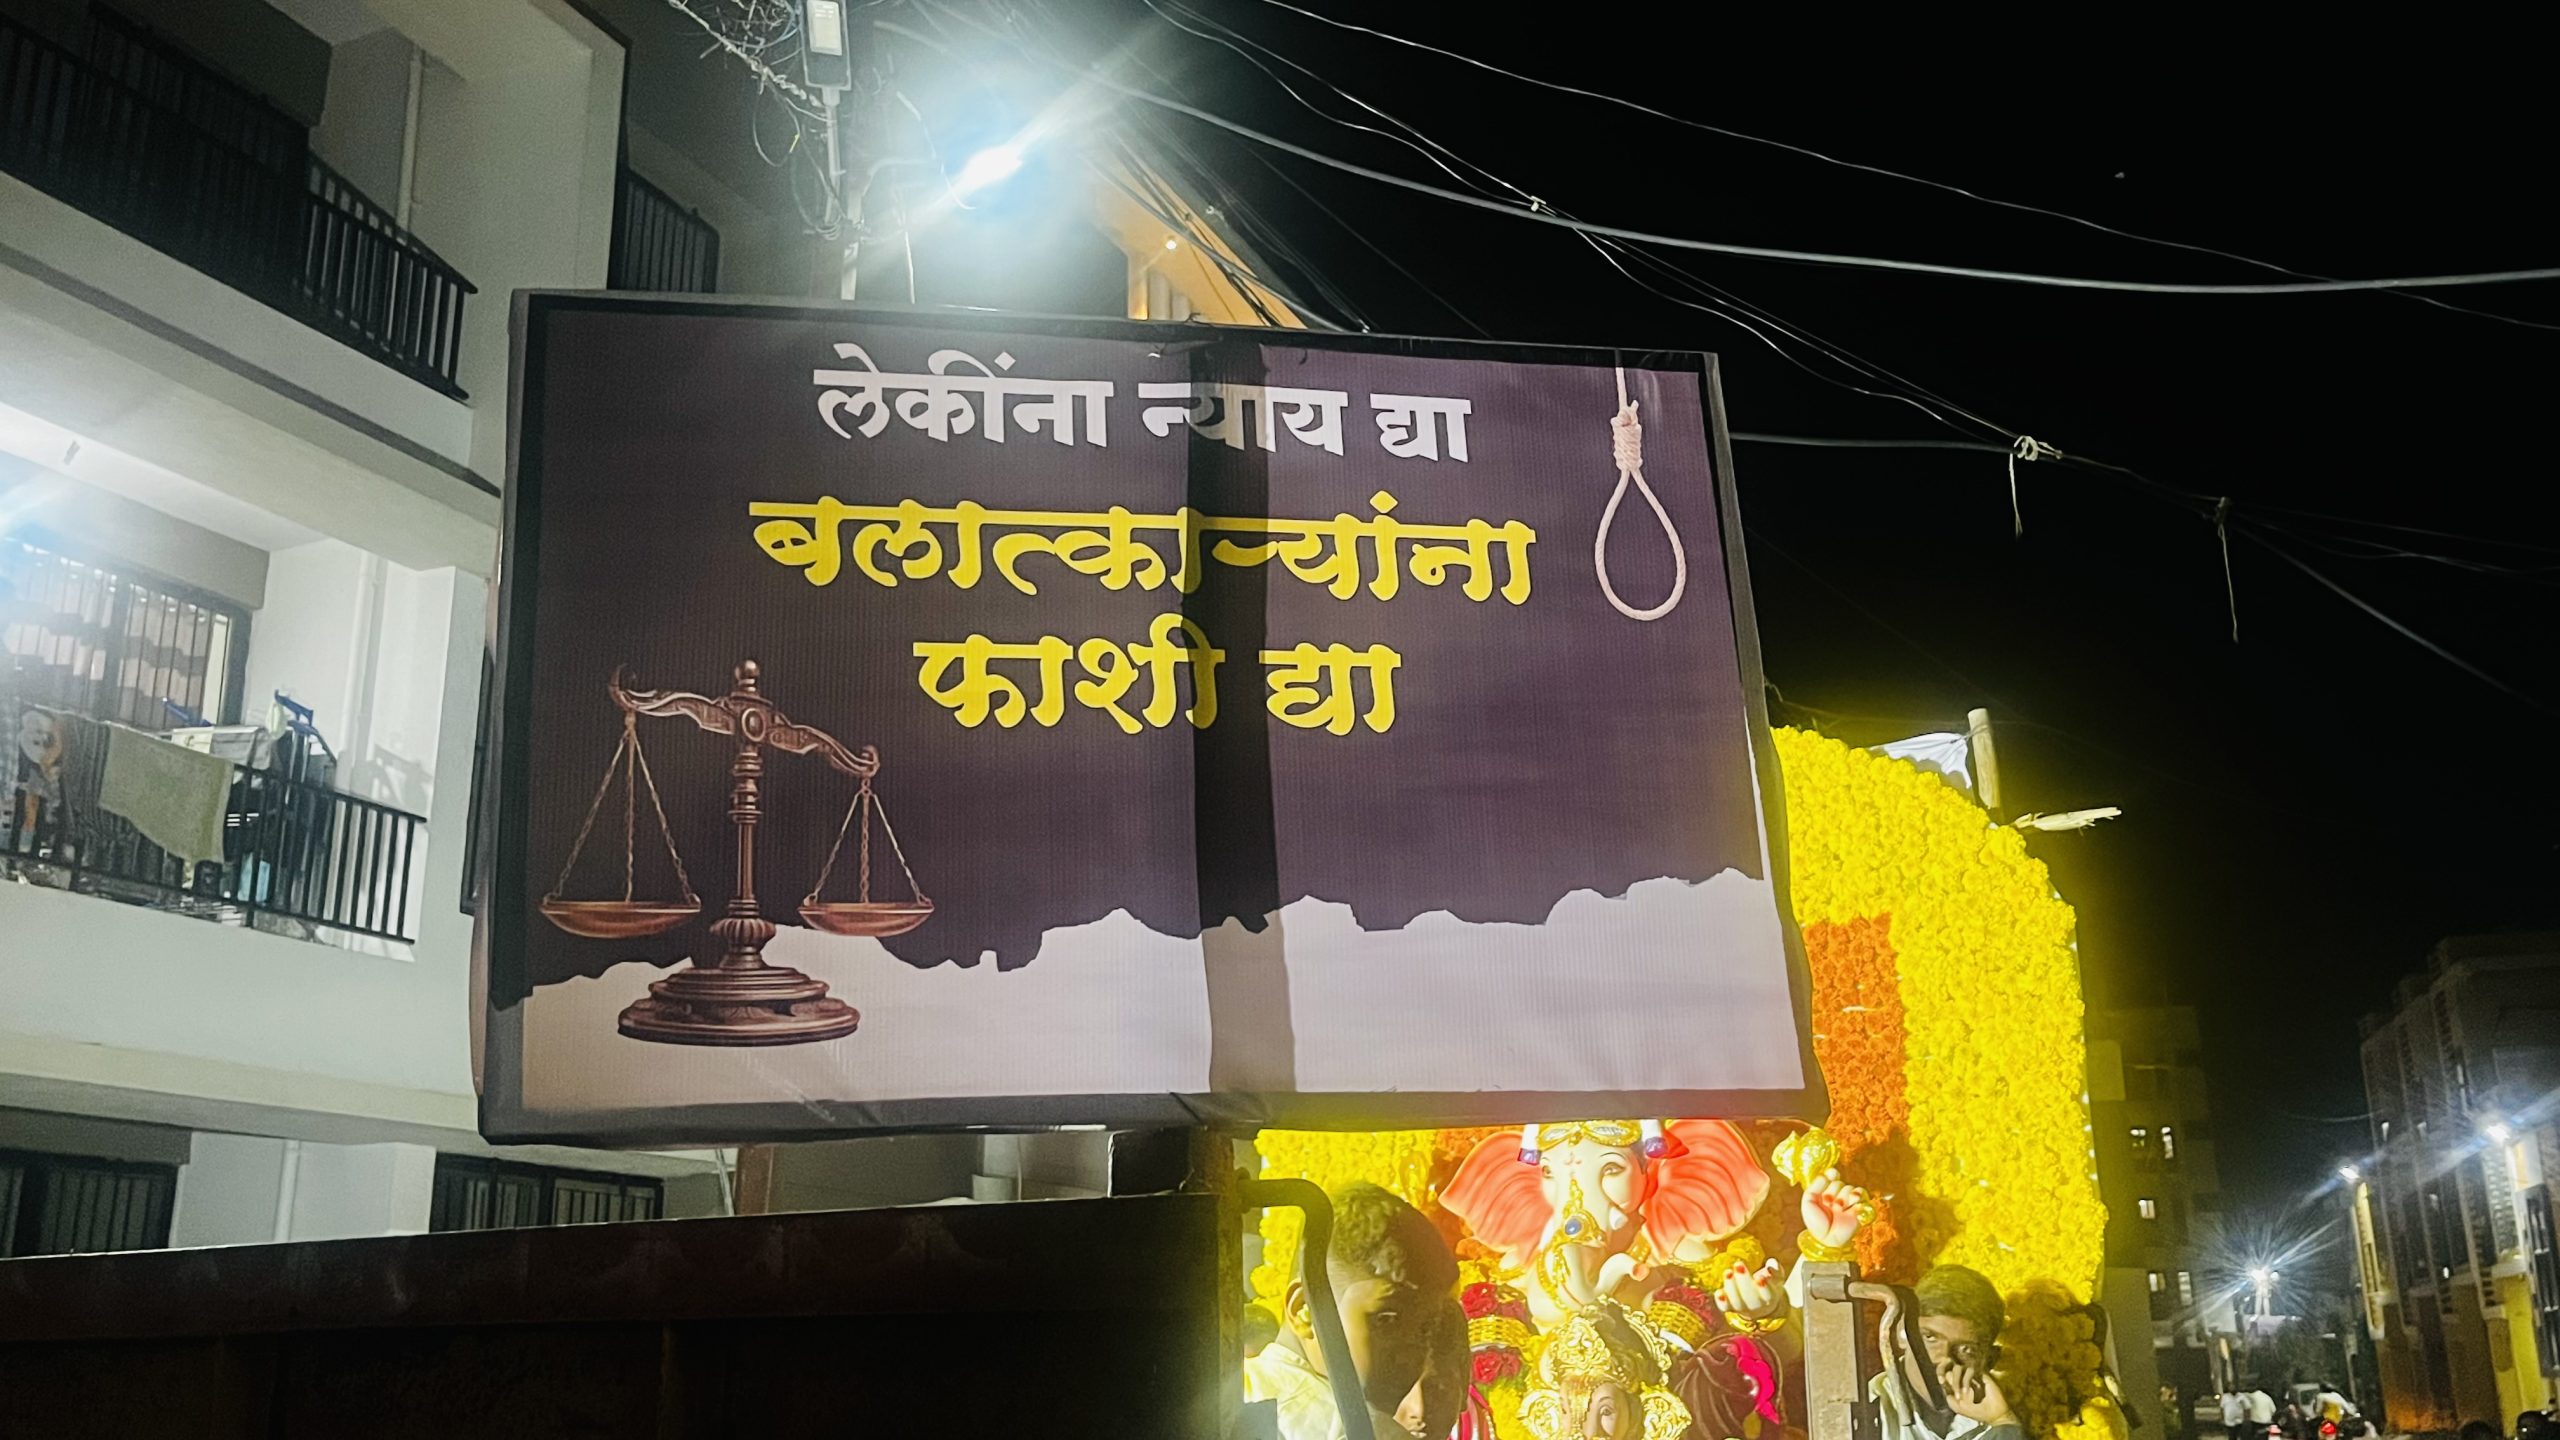 लेकींना न्याय द्या
बलात्काऱ्यांना
फाशी द्या